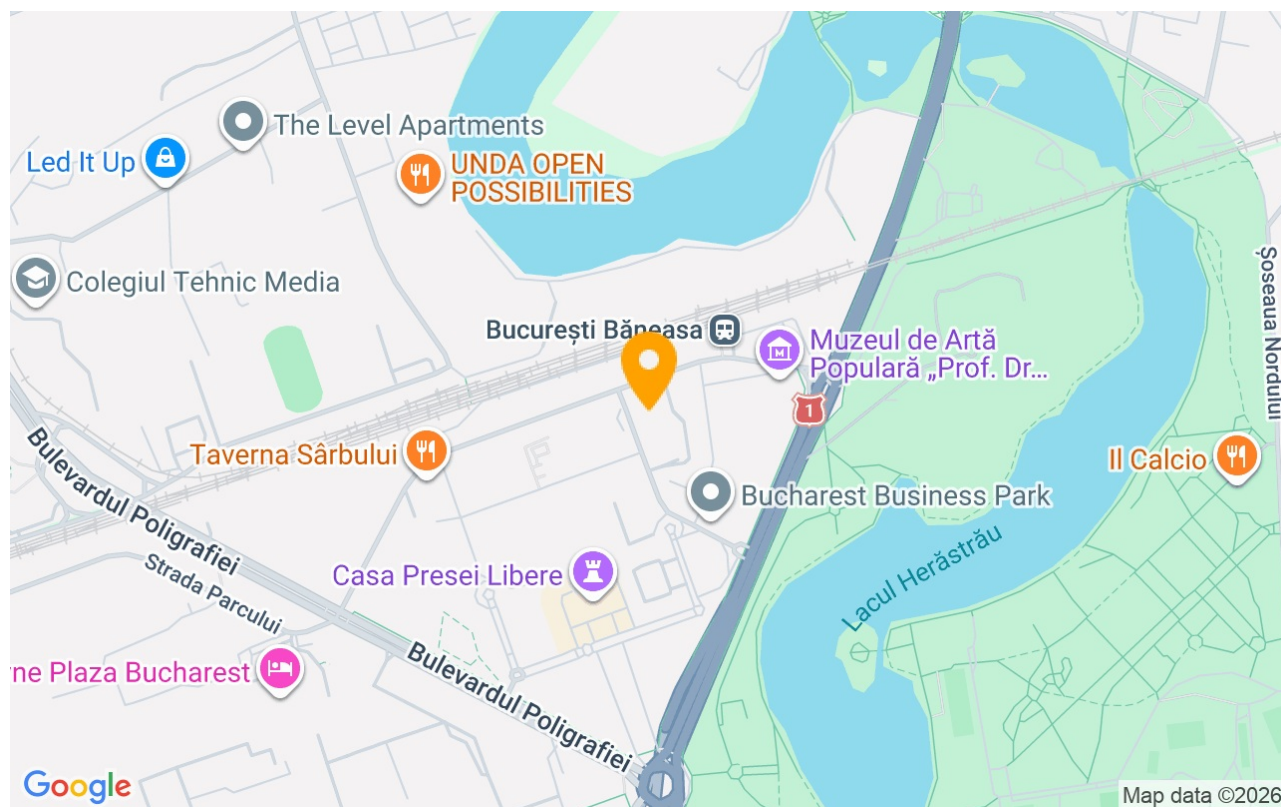 The Level Apartments
Led It Up
UNDA OPEN
POSSIBILITIES
Șoseaua Nordului
Colegiul Tehnic Media
București Băneasa
Muzeul de Artă
Populară „Prof. Dr...
1
Taverna Sârbului
Il Calcio
Bulevardul Poligrafiei
Bucharest Business Park
Strada Parcului
Casa Presei Libere
Lacul Herăstrău
ne Plaza Bucharest
Bulevardul Poligrafiei
Google
Map data ©2026